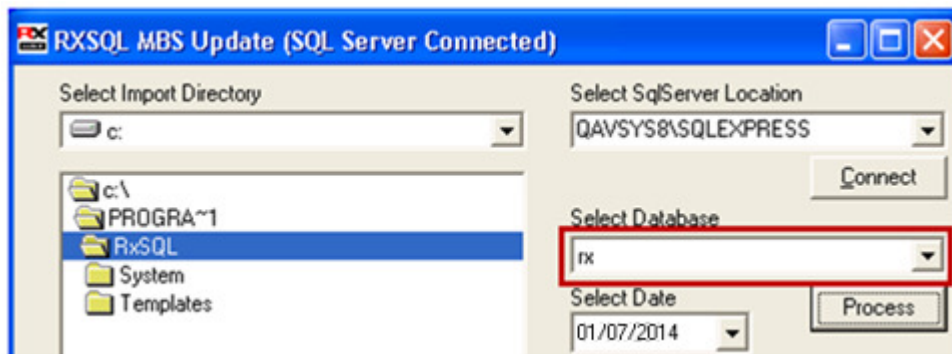 RX RXSQL MBS Update (SQL Server Connected)
Select Import Directory
c:
c:\
PROGRA~1
RxSQL
System
Templates
Select SqlServer Location
QAVSYS8\SQLEXPRESS
Connect
Select Database
rx
Select Date
Process
01/07/2014